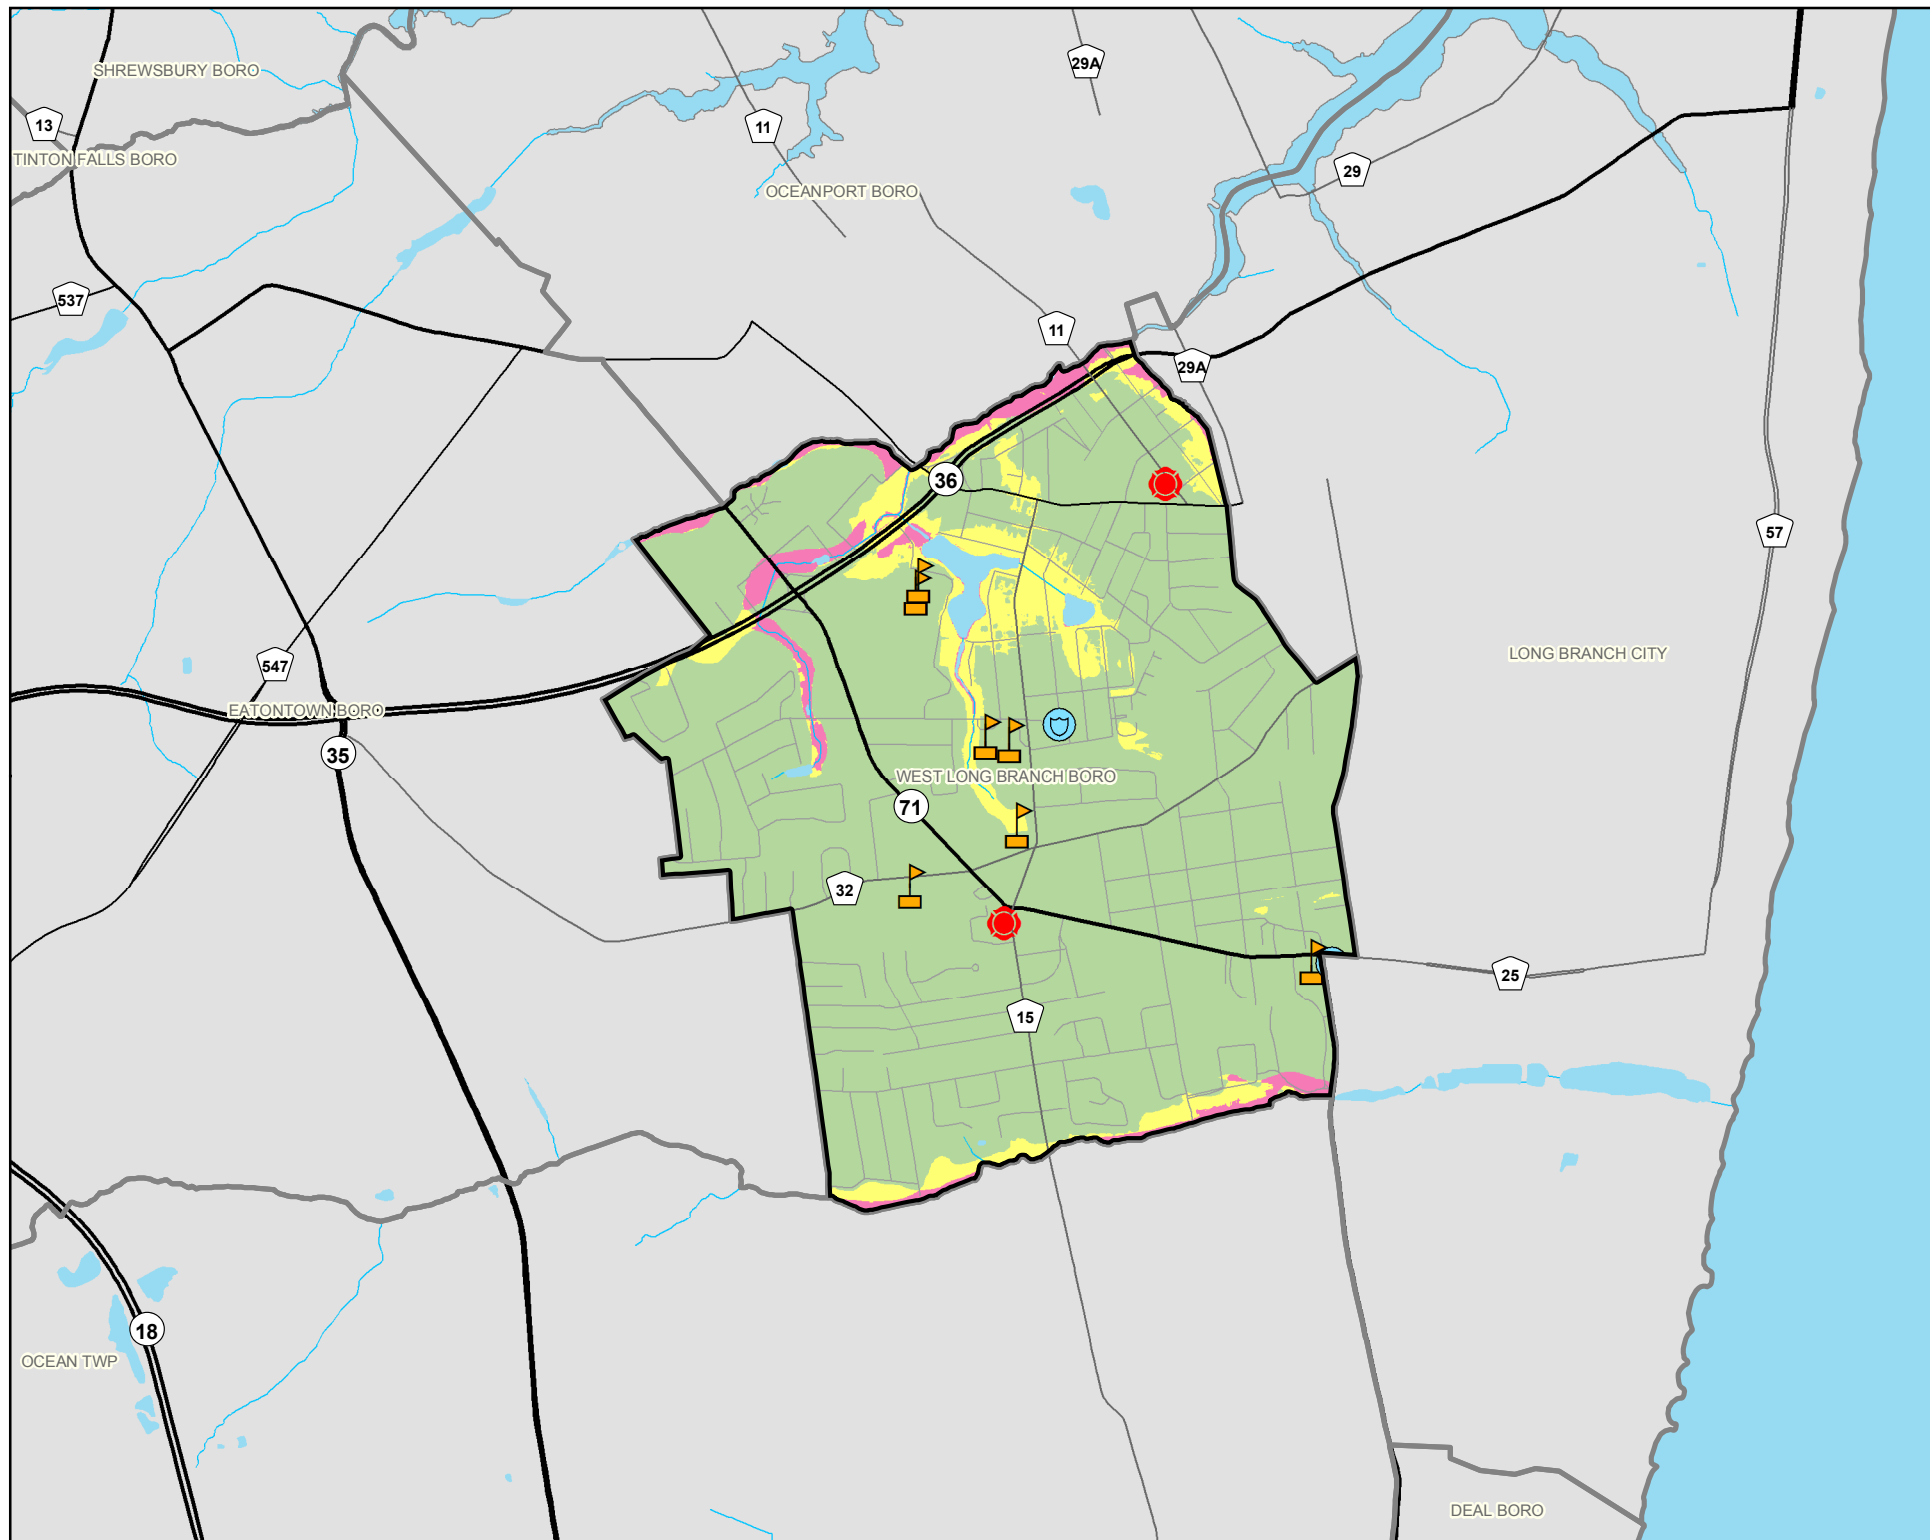 29A
SHREWSBURY BORO
13
11
TINTON FALLS BORO
29
OCEANPORT BORO
537
11
29A
36
57
LONG BRANCH CITY
547
EATONTOWN BORO
35
WEST LONG BRANCH BORO
71
32
25
15
18
OCEAN TWP
DEAL BORO